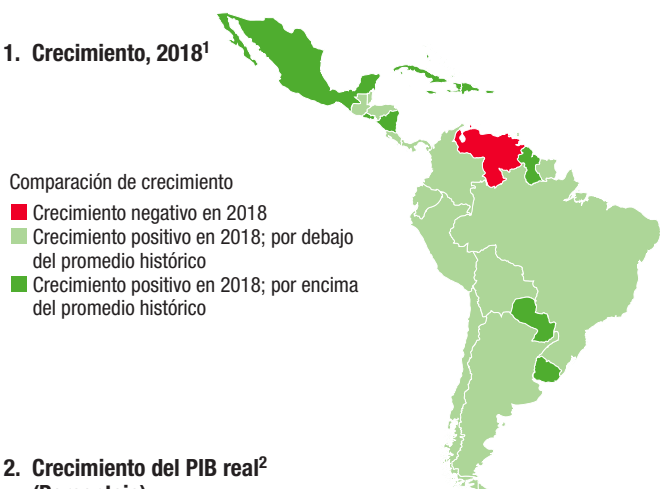 1. Crecimiento, 2018¹
Comparación de crecimiento
Crecimiento negativo en 2018
Crecimiento positivo en 2018; por debajo
del promedio histórico
Crecimiento positivo en 2018; por encima
del promedio histórico
2. Crecimiento del PIB real²